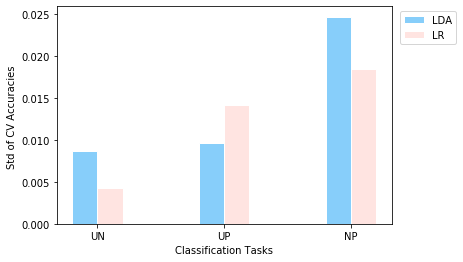 0.025
0.020
0.015
0.010
0.005
0.000
Std of CV Accuracies
UN
UP
NP
Classification Tasks
LDA
LR